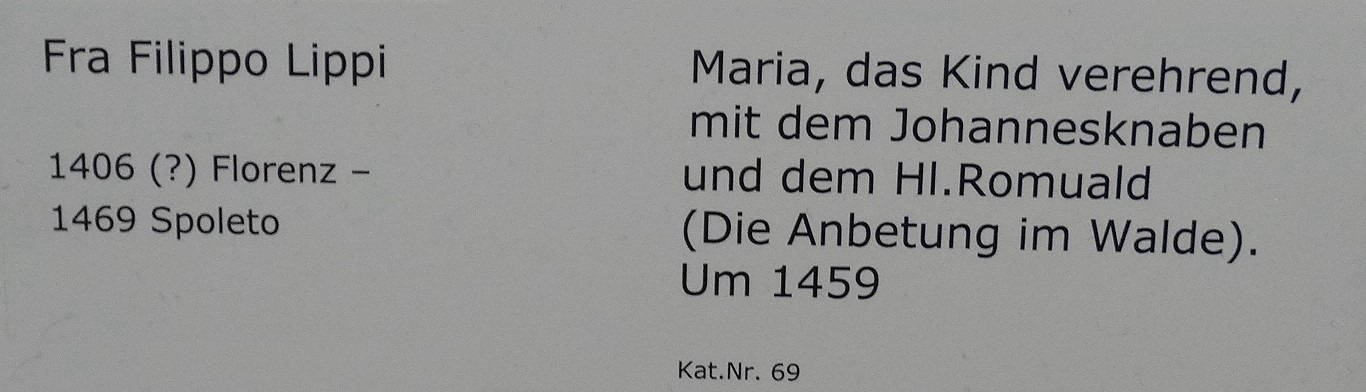 Fra Filippo Lippi
1406 (?) Florenz –
1469 Spoleto
Maria, das Kind verehrend,
mit dem Johannesknaben
und dem Hl.Romuald
(Die Anbetung im Walde).
Um 1459
Kat.Nr. 69